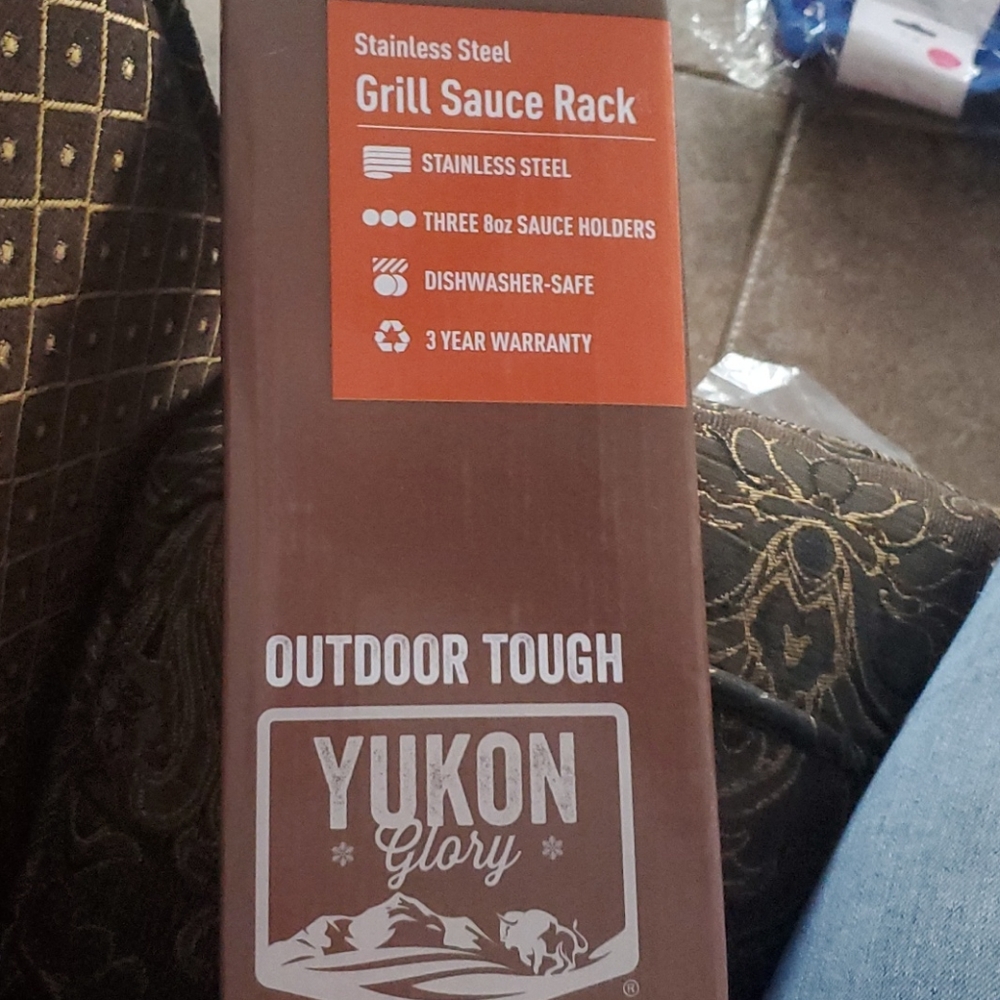 Stainless Steel
Grill Sauce Rack
STAINLESS STEEL
THREE 8oz SAUCE HOLDERS
DISHWASHER-SAFE
3 YEAR WARRANTY
OUTDOOR TOUGH
YUKON
Glory
®